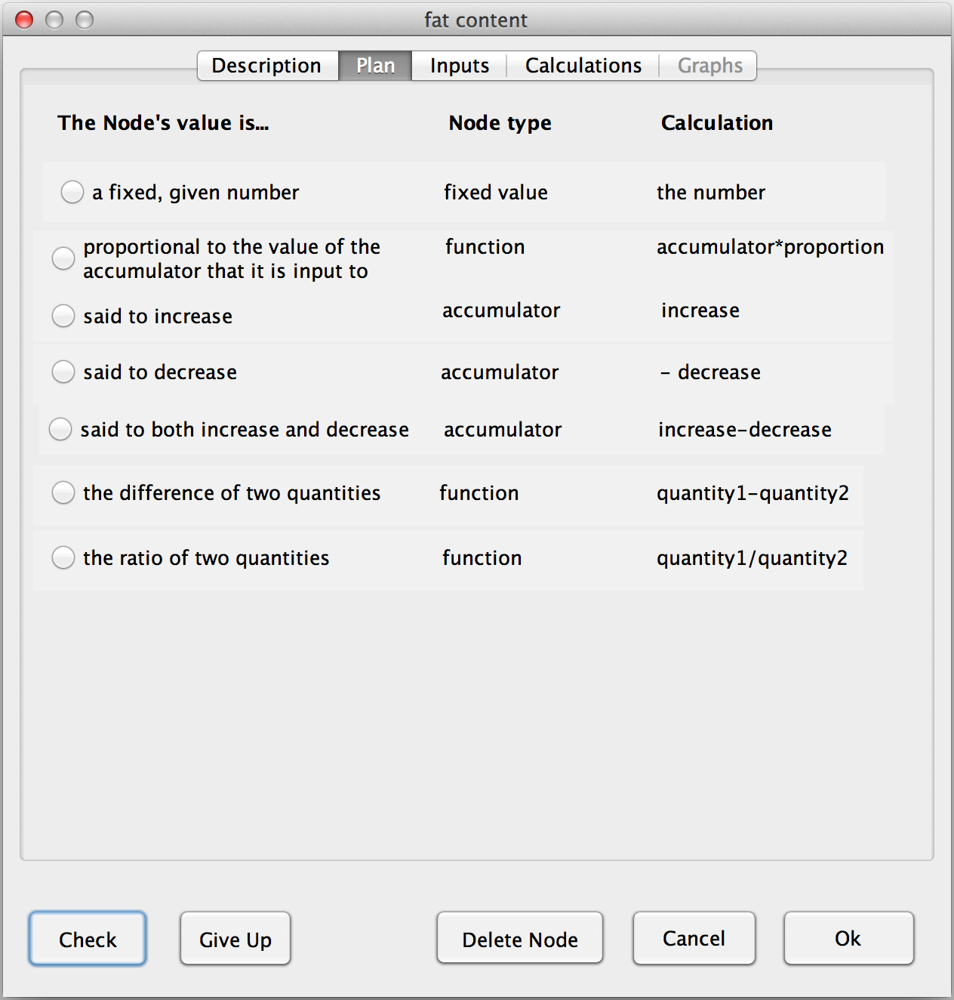 fat content
Description Plan Inputs Calculations Graphs
The Node's value is... Node type Calculation
a fixed, given number fixed value the number
proportional to the value of the function accumulator*proportion
accumulator that it is input to
said to increase accumulator increase
said to decrease accumulator - decrease
said to both increase and decrease accumulator increase-decrease
the difference of two quantities function quantity1-quantity2
the ratio of two quantities function quantity1/quantity2
Check Give Up Delete Node Cancel Ok